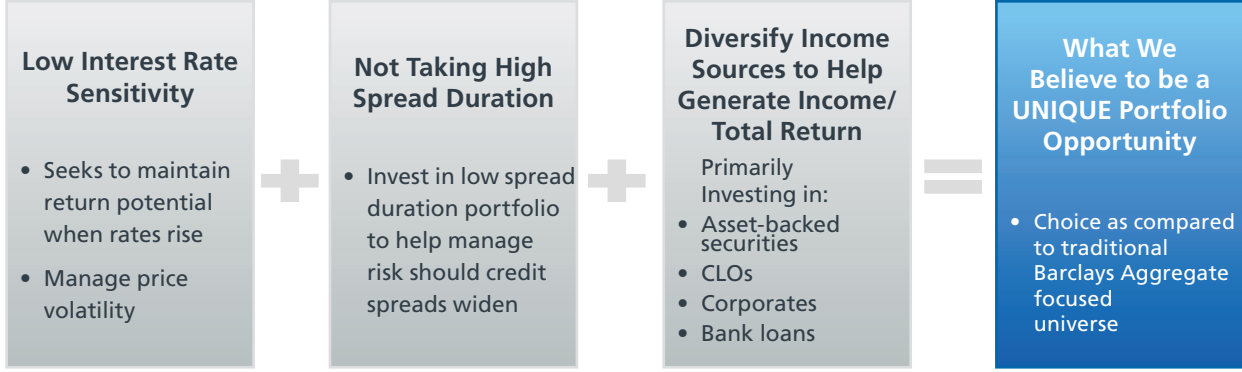 Low Interest Rate
Sensitivity
• Seeks to maintain
return potential
when rates rise
• Manage price
volatility
Not Taking High
Spread Duration
• Invest in low spread
duration portfolio
to help manage
risk should credit
spreads widen
Diversify Income
Sources to Help
Generate Income/
Total Return
Primarily
Investing in:
• Asset-backed
securities
• CLOs
• Corporates
• Bank loans
What We
Believe to be a
UNIQUE Portfolio
Opportunity
• Choice as compared
to traditional
Barclays Aggregate
focused
universe